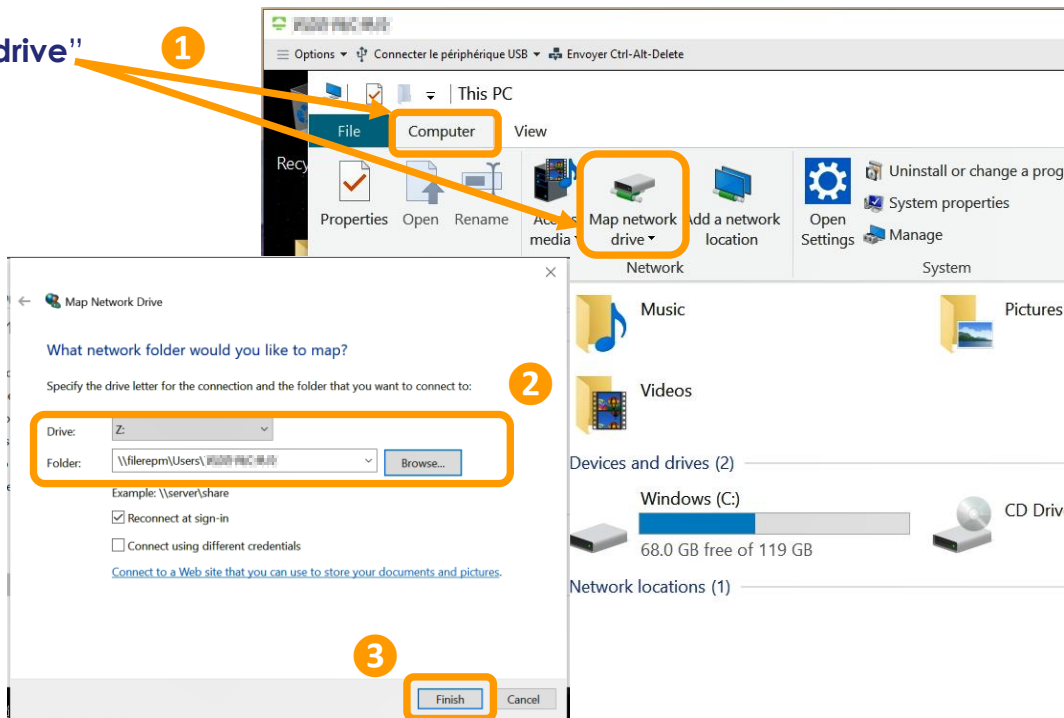 drive"
1
Options Connecter le périphérique USB Envoyer Ctrl-Alt-Delete
This PC
File Computer View
Recy
Properties Open Rename
media
Map network
drive
Add a network
location
Open
Settings
Uninstall or change a prog
System properties
Manage
Network
System
Map Network Drive
What network folder would you like to map?
Specify the drive letter for the connection and the folder that you want to connect to:
2
Drive: Z:
Folder: \\filerepm\Users\
Browse...
Example: \\server\share
Reconnect at sign-in
Connect using different credentials
Connect to a Web site that you can use to store your documents and pictures.
3
Finish Cancel
Music
Pictures
Videos
Devices and drives (2)
Windows (C:)
68.0 GB free of 119 GB
CD Driv
Network locations (1)